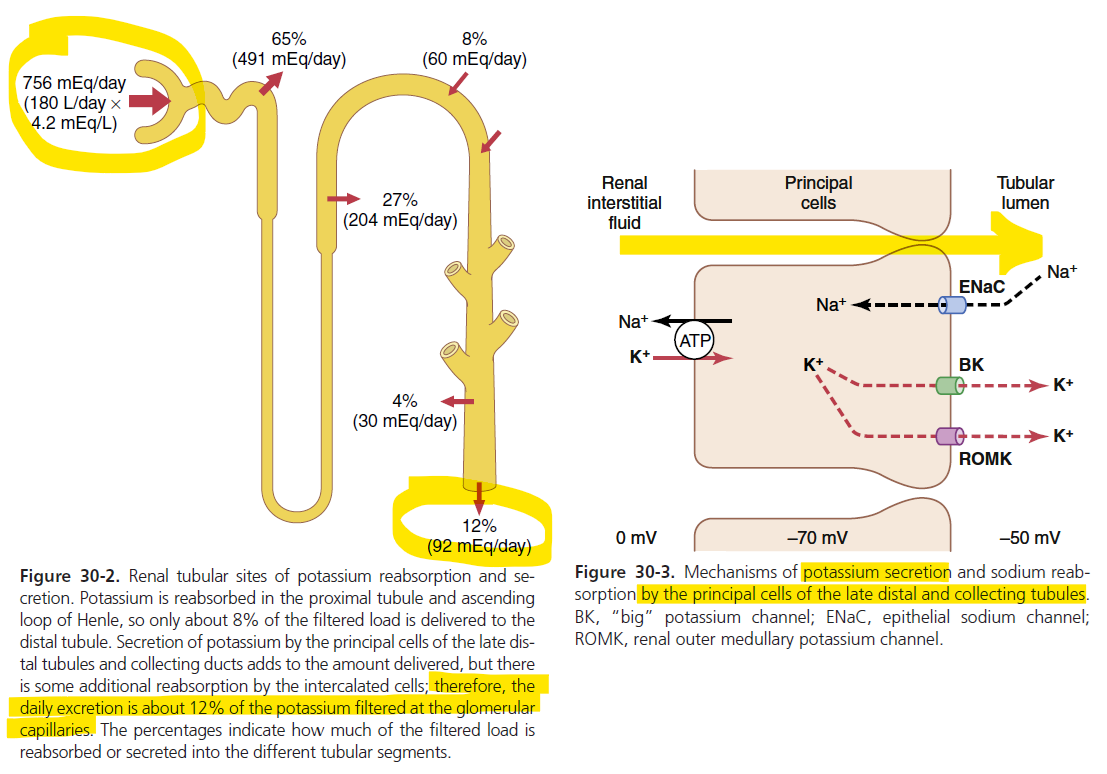 756 mEq/day
(180 L/day ×
4.2 mEq/L)
65%
(491 mEq/day)
8%
(60 mEq/day)
27%
(204 mEq/day)
4%
(30 mEq/day)
12%
(92 mEq/day)
Figure 30-2. Renal tubular sites of potassium reabsorption and se-
cretion. Potassium is reabsorbed in the proximal tubule and ascending
loop of Henle, so only about 8% of the filtered load is delivered to the
distal tubule. Secretion of potassium by the principal cells of the late dis-
tal tubules and collecting ducts adds to the amount delivered, but there
is some additional reabsorption by the intercalated cells; therefore, the
daily excretion is about 12% of the potassium filtered at the glomerular
capillaries. The percentages indicate how much of the filtered load is
reabsorbed or secreted into the different tubular segments.
Renal
interstitial
fluid
Principal
cells
Tubular
lumen
Na⁺
ENaC
Na⁺
Na⁺
ATP
K⁺
K⁺
BK
K⁺
K⁺
ROMK
0 mV
–70 mV
–50 mV
Figure 30-3. Mechanisms of potassium secretion and sodium reab-
sorption by the principal cells of the late distal and collecting tubules.
BK, “big” potassium channel; ENaC, epithelial sodium channel;
ROMK, renal outer medullary potassium channel.